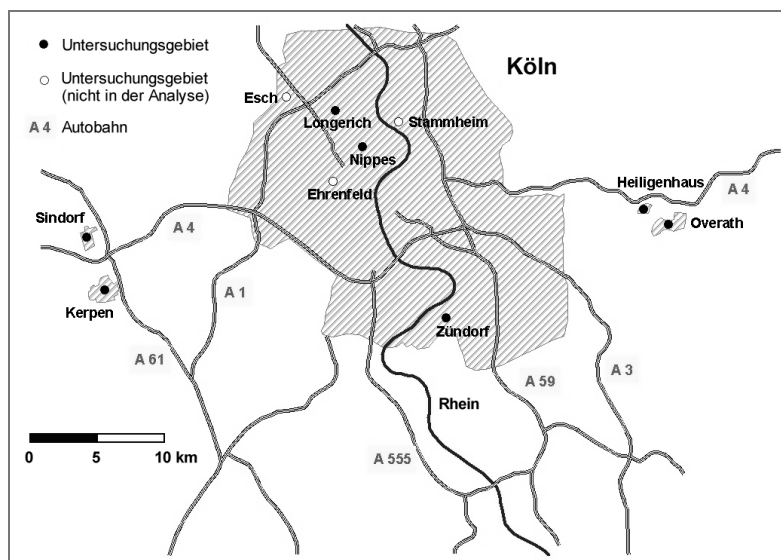 Untersuchungsgebiet
Untersuchungsgebiet
(nicht in der Analyse)
A 4 Autobahn
Köln
Esch
Longerich
Stammheim
Nippes
Ehrenfeld
Heiligenhaus
A 4
Overath
Sindorf
A 4
Kerpen
A 1
Zündorf
A 61
A 59
A 3
Rhein
A 555
0 5 10 km